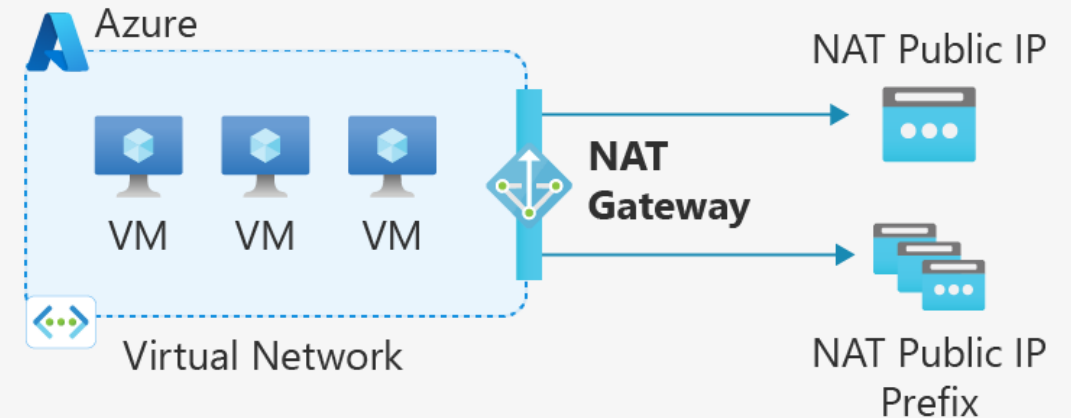 Azure
NAT Public IP
NAT
Gateway
VM
VM
VM
Virtual Network
NAT Public IP
Prefix